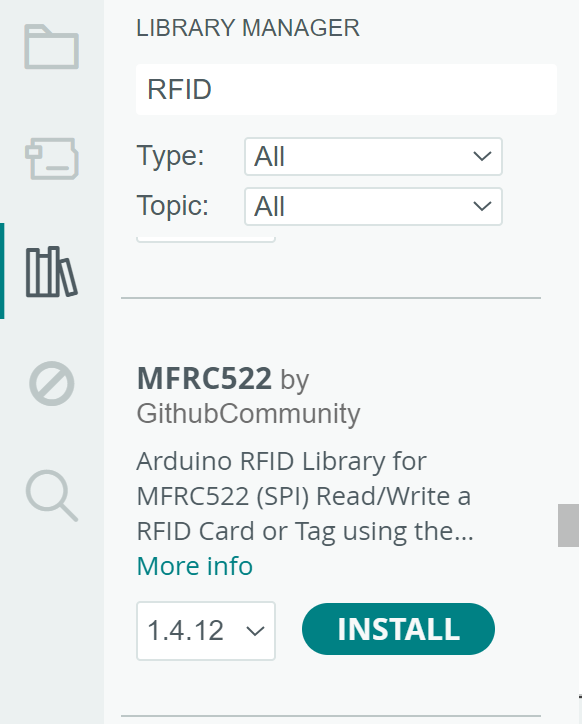 LIBRARY MANAGER
RFID
Type: All
Topic: All
MFRC522 by
GithubCommunity
Arduino RFID Library for
MFRC522 (SPI) Read/Write a
RFID Card or Tag using the...
More info
1.4.12 INSTALL